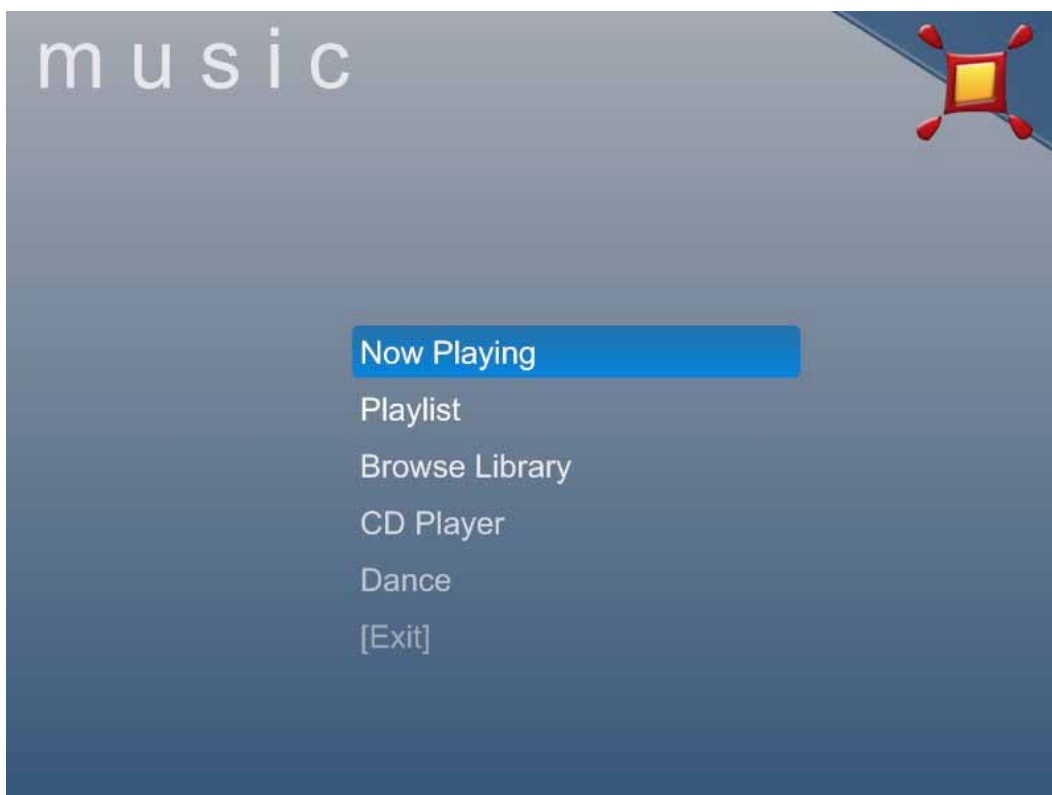 music
Now Playing
Playlist
Browse Library
CD Player
Dance
[Exit]